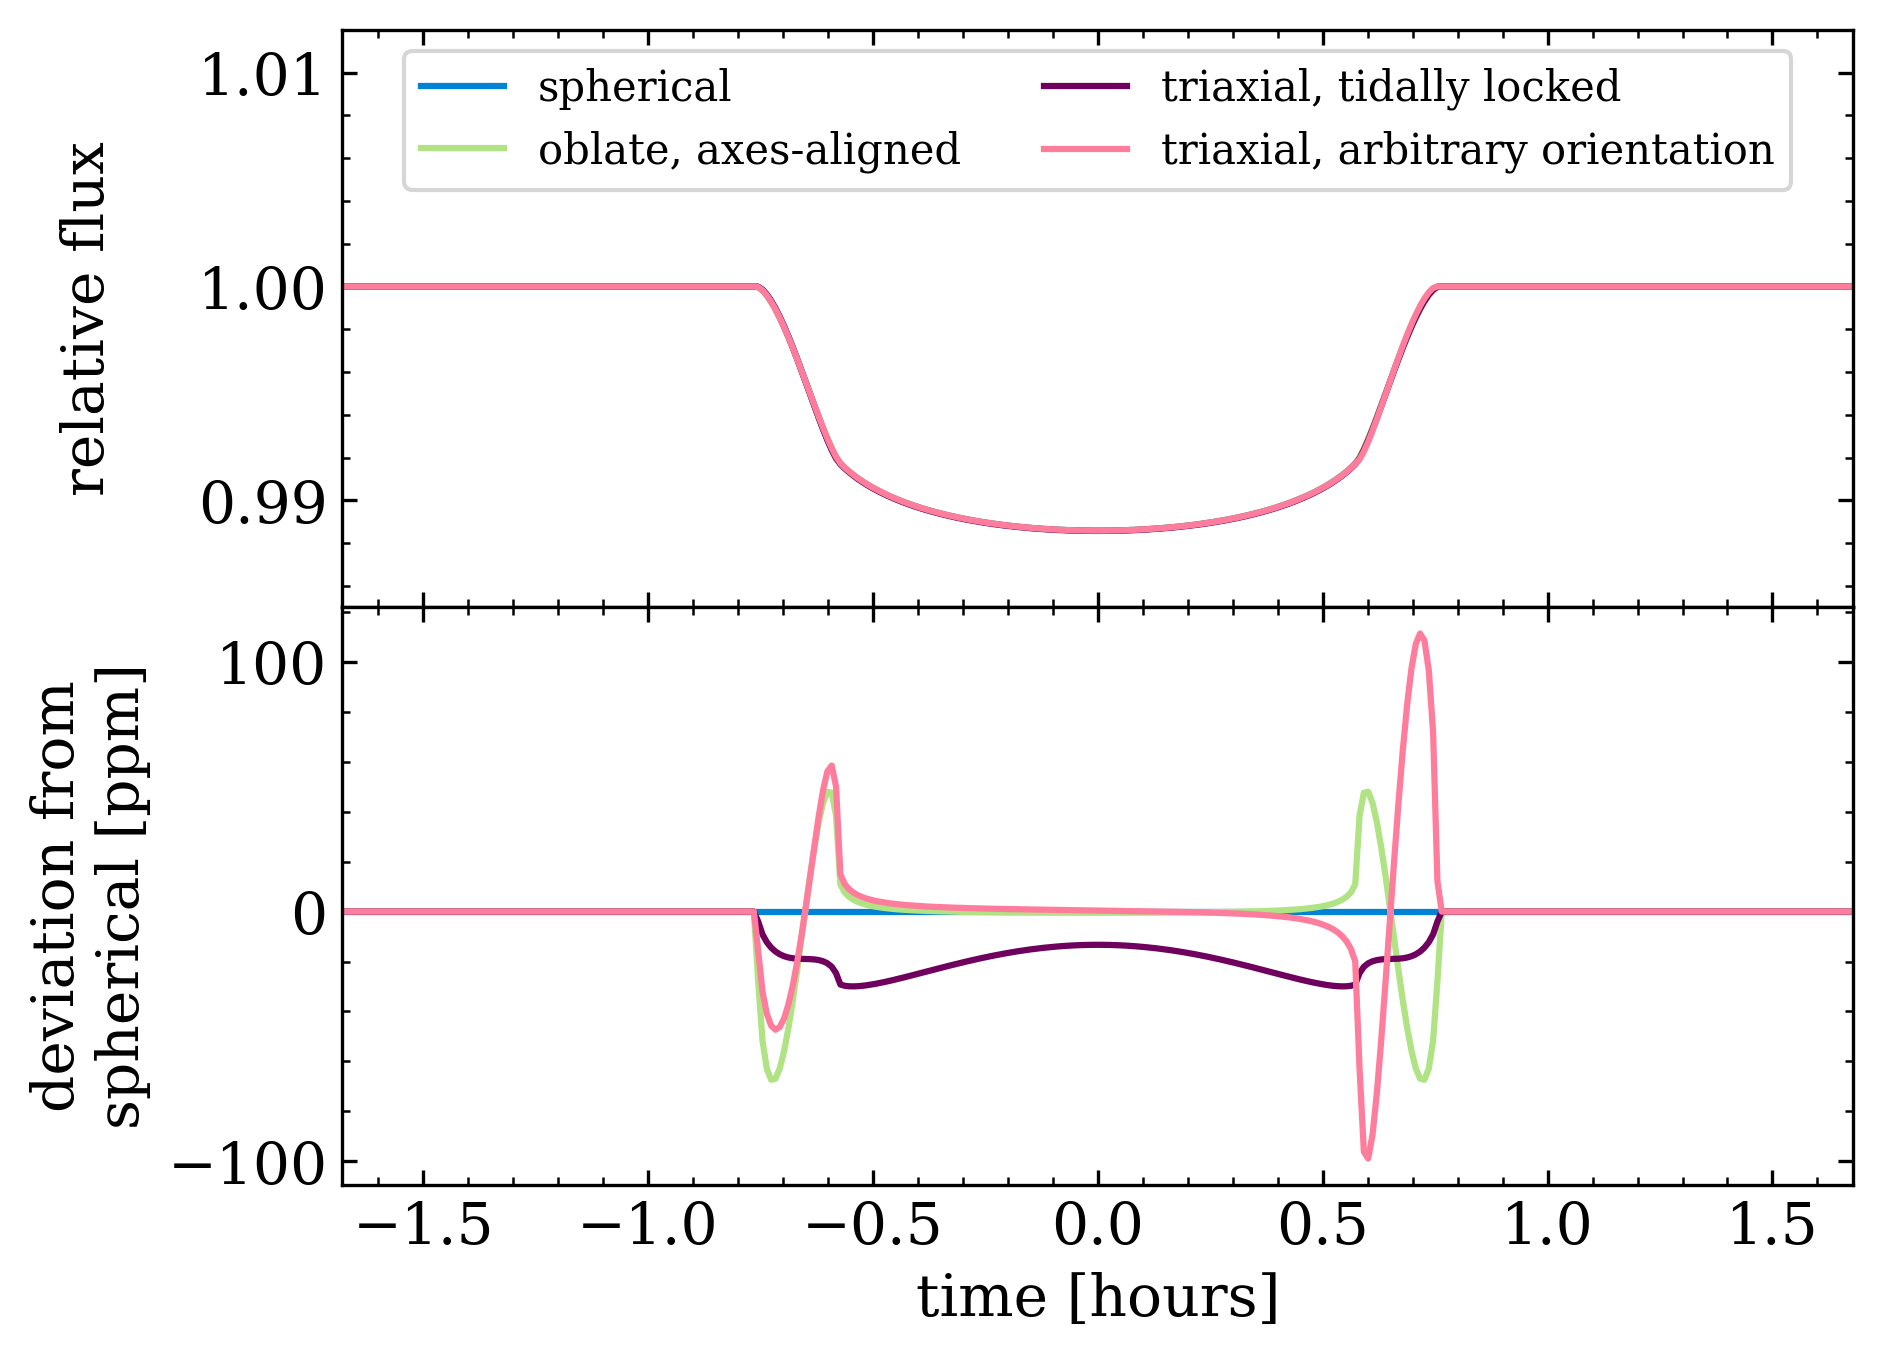 relative flux
1.01
1.00
0.99
spherical
oblate, axes-aligned
triaxial, tidally locked
triaxial, arbitrary orientation
deviation from
spherical [ppm]
100
0
−100
−1.5 −1.0 −0.5 0.0 0.5 1.0 1.5
time [hours]